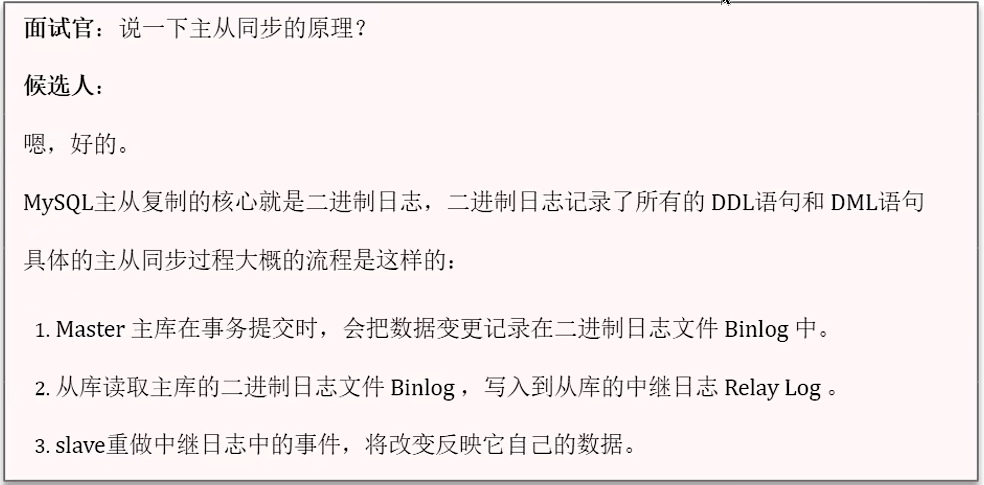 面试官：说一下主从同步的原理？
候选人：
嗯，好的。
MySQL主从复制的核心就是二进制日志，二进制日志记录了所有的 DDL语句和 DML语句
具体的主从同步过程大概的流程是这样的：
1. Master 主库在事务提交时，会把数据变更记录在二进制日志文件 Binlog 中。
2. 从库读取主库的二进制日志文件 Binlog ，写入到从库的中继日志 Relay Log 。
3. slave重做中继日志中的事件，将改变反映它自己的数据。